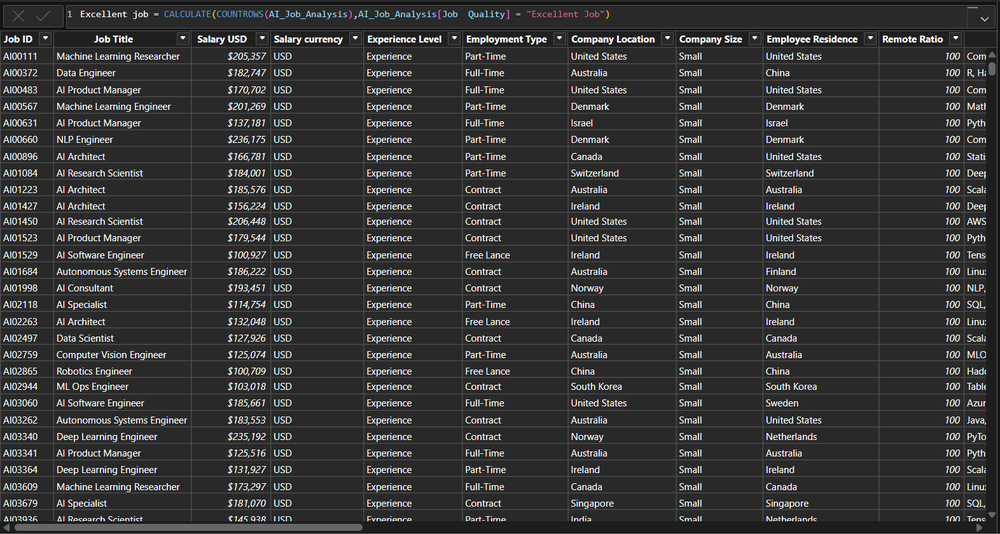 1 Excellent job = CALCULATE(COUNTROWS(AI_Job_Analysis),AI_Job_Analysis[Job  Quality] = "Excellent Job")
Job ID Job Title Salary USD Salary currency Experience Level Employment Type Company Location Company Size Employee Residence Remote Ratio
AI00111 Machine Learning Researcher $205,357 USD Experience Part-Time United States Small United States 100 Com
AI00372 Data Engineer $182,747 USD Experience Full-Time Australia Small China 100 R, Ha
AI00483 AI Product Manager $170,702 USD Experience Full-Time United States Small United States 100 Com
AI00567 Machine Learning Engineer $201,269 USD Experience Part-Time Denmark Small Denmark 100 Math
AI00631 AI Product Manager $137,181 USD Experience Full-Time Israel Small Israel 100 Pyth
AI00660 NLP Engineer $236,175 USD Experience Part-Time Denmark Small Denmark 100 Com
AI00896 AI Architect $166,781 USD Experience Part-Time Canada Small United States 100 Stati
AI01084 AI Research Scientist $184,001 USD Experience Part-Time Switzerland Small Switzerland 100 Deep
AI01223 AI Architect $185,576 USD Experience Contract Australia Small Australia 100 Scala
AI01427 AI Architect $156,224 USD Experience Contract Ireland Small Ireland 100 Deep
AI01450 AI Research Scientist $206,448 USD Experience Contract United States Small United States 100 AWS
AI01523 AI Product Manager $179,544 USD Experience Contract United States Small United States 100 Pyth
AI01529 AI Software Engineer $100,927 USD Experience Free Lance Ireland Small Ireland 100 Tens
AI01684 Autonomous Systems Engineer $186,222 USD Experience Contract Australia Small Finland 100 Linux
AI01998 AI Consultant $193,451 USD Experience Contract Norway Small Norway 100 NLP,
AI02118 AI Specialist $114,754 USD Experience Part-Time China Small China 100 SQL,
AI02263 AI Architect $132,048 USD Experience Free Lance Ireland Small Ireland 100 Linux
AI02497 Data Scientist $127,926 USD Experience Contract Canada Small Canada 100 Scala
AI02759 Computer Vision Engineer $125,074 USD Experience Part-Time Australia Small Australia 100 MLO
AI02865 Robotics Engineer $100,709 USD Experience Free Lance China Small China 100 Hado
AI02944 ML Ops Engineer $103,018 USD Experience Contract South Korea Small South Korea 100 Table
AI03060 AI Software Engineer $185,661 USD Experience Full-Time United States Small Sweden 100 Azur
AI03262 Autonomous Systems Engineer $183,553 USD Experience Contract Australia Small United States 100 Java,
AI03340 Deep Learning Engineer $235,192 USD Experience Contract Norway Small Netherlands 100 PyTo
AI03341 AI Product Manager $125,516 USD Experience Full-Time Australia Small Australia 100 Pyth
AI03364 Deep Learning Engineer $131,927 USD Experience Part-Time Ireland Small Ireland 100 Scala
AI03609 Machine Learning Researcher $173,297 USD Experience Full-Time Canada Small Canada 100 Linux
AI03679 AI Specialist $181,070 USD Experience Contract Singapore Small Singapore 100 SQL,
AI03936 AI Research Scientist $145,938 USD Experience Part-Time India Small Netherlands 100 Tens